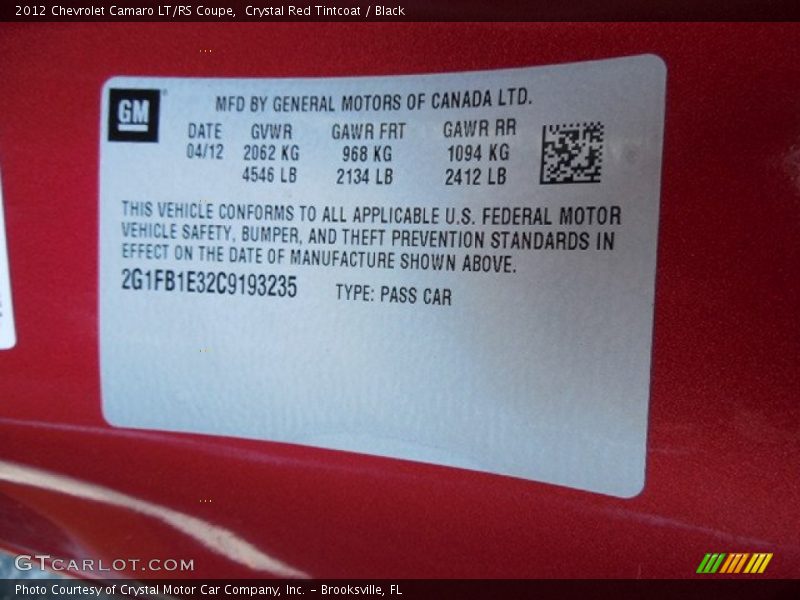 2012 Chevrolet Camaro LT/RS Coupe,  Crystal Red Tintcoat / Black
GM
MFD BY GENERAL MOTORS OF CANADA LTD.
DATE GVWR GAWR FRT GAWR RR
04/12 2062 KG 968 KG 1094 KG
4546 LB 2134 LB 2412 LB
THIS VEHICLE CONFORMS TO ALL APPLICABLE U.S. FEDERAL MOTOR
VEHICLE SAFETY, BUMPER, AND THEFT PREVENTION STANDARDS IN
EFFECT ON THE DATE OF MANUFACTURE SHOWN ABOVE.
2G1FB1E32C9193235 TYPE: PASS CAR
GTCARLOT.COM
Photo Courtesy of Crystal Motor Car Company, Inc. – Brooksville, FL